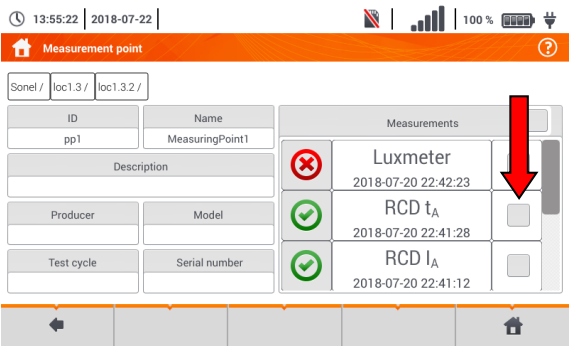 13:55:22 2018-07-22 100 %
Measurement point ?
Sonel / loc1.3 / loc1.3.2 /
ID Name Measurements
pp1 MeasuringPoint1
Description
Luxmeter
2018-07-20 22:42:23
Producer Model
RCD tA
2018-07-20 22:41:28
Test cycle Serial number
RCD IA
2018-07-20 22:41:12